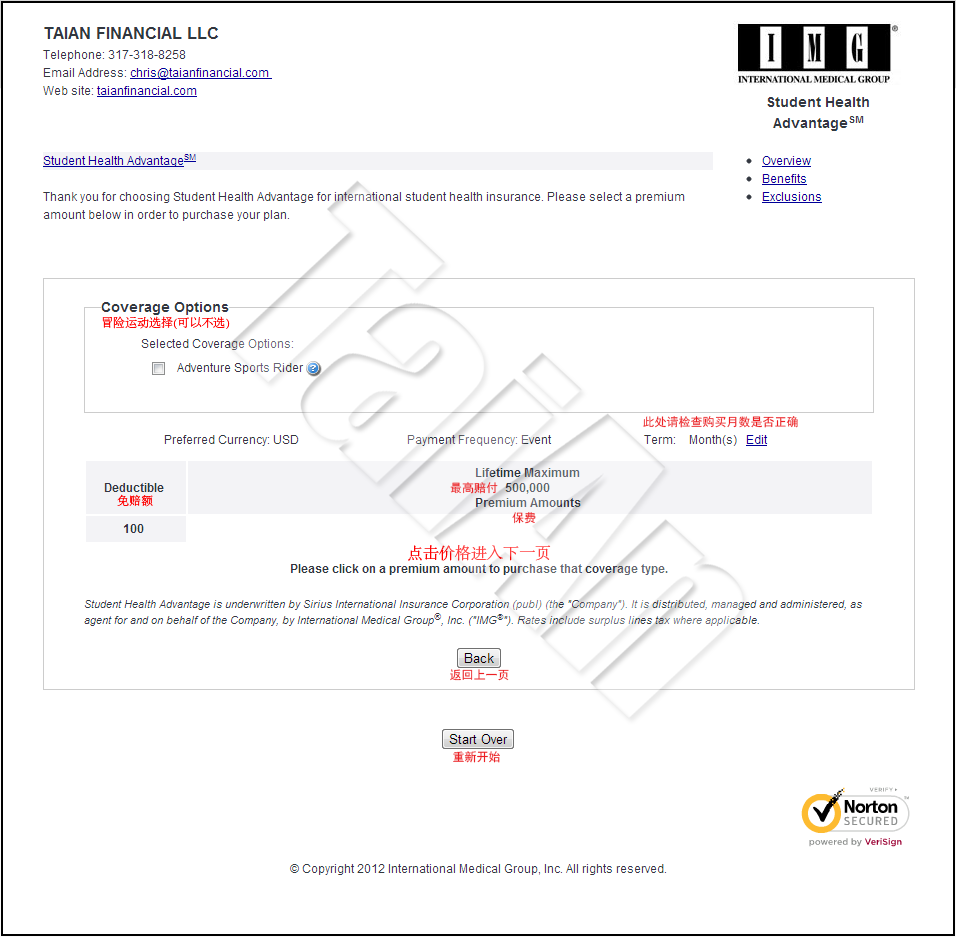 TAIAN FINANCIAL LLC
Telephone: 317-318-8258
Email Address: chris@taianfinancial.com
Web site: taianfinancial.com
IMG®
INTERNATIONAL MEDICAL GROUP
Student Health
Advantage℠
Student Health Advantage℠
Overview
Benefits
Exclusions
Thank you for choosing Student Health Advantage for international student health insurance. Please select a premium
amount below in order to purchase your plan.
Coverage Options
冒险运动选择(可以不选)
Selected Coverage Options:
Adventure Sports Rider ?
此处请检查购买月数是否正确
Preferred Currency: USD Payment Frequency: Event Term: Month(s) Edit
Lifetime Maximum
Deductible 最高赔付 500,000
免赔额 Premium Amounts
保费
100
点击价格进入下一页
Please click on a premium amount to purchase that coverage type.
Student Health Advantage is underwritten by Sirius International Insurance Corporation (publ) (the "Company"). It is distributed, managed and administered, as
agent for and on behalf of the Company, by International Medical Group®, Inc. ("IMG®"). Rates include surplus lines tax where applicable.
Back
返回上一页
Start Over
重新开始
VERIFY
Norton™
SECURED
powered by VeriSign
© Copyright 2012 International Medical Group, Inc. All rights reserved.
TaiAn